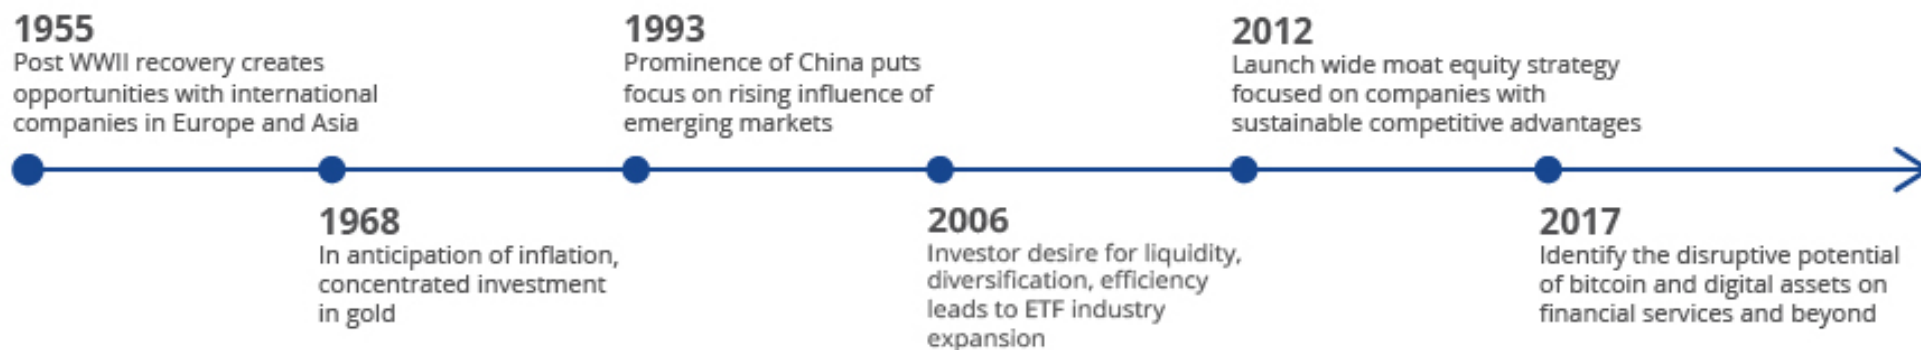 1955
Post WWII recovery creates
opportunities with international
companies in Europe and Asia
1968
In anticipation of inflation,
concentrated investment
in gold
1993
Prominence of China puts
focus on rising influence of
emerging markets
2006
Investor desire for liquidity,
diversification, efficiency
leads to ETF industry
expansion
2012
Launch wide moat equity strategy
focused on companies with
sustainable competitive advantages
2017
Identify the disruptive potential
of bitcoin and digital assets on
financial services and beyond